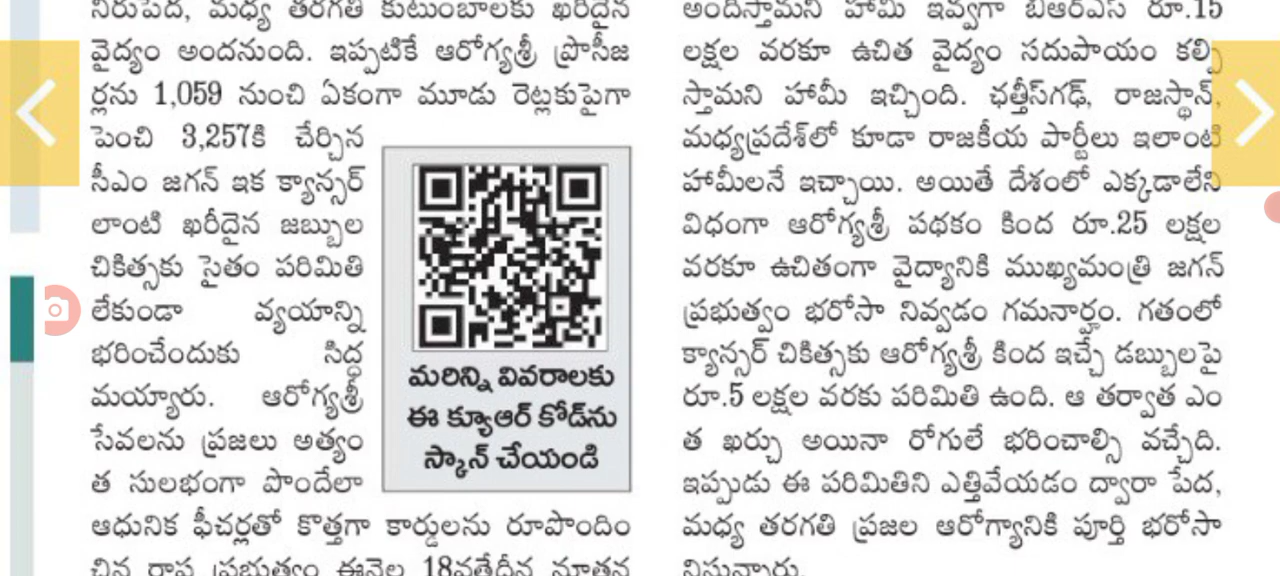 నిరుపేద, మధ్య తరగతి కుటుంబాలకు ఖరీదైన
వైద్యం అందనుంది. ఇప్పటికే ఆరోగ్యశ్రీ ప్రొసీజ
ర్లను 1,059 నుంచి ఏకంగా మూడు రెట్లకుపైగా
పెంచి 3,257కి చేర్చిన
సీఎం జగన్ ఇక క్యాన్సర్
లాంటి ఖరీదైన జబ్బుల
చికిత్సకు సైతం పరిమితి
లేకుండా వ్యయాన్ని
భరించేందుకు సిద్ధ
మయ్యారు. ఆరోగ్యశ్రీ
సేవలను ప్రజలు అత్యం
త సులభంగా పొందేలా
ఆధునిక ఫీచర్లతో కొత్తగా కార్డులను రూపొందిం
చిన రాష్ట్ర ప్రభుత్వం ఈనెల 18వతేదీన నూతన
మరిన్ని వివరాలకు
ఈ క్యూఆర్ కోడ్‌ను
స్కాన్ చేయండి
అందిస్తామని హామీ ఇవ్వగా బీఆర్ఎస్ రూ.15
లక్షల వరకూ ఉచిత వైద్యం సదుపాయం కల్పి
స్తామని హామీ ఇచ్చింది. ఛత్తీస్‌గఢ్, రాజస్థాన్,
మధ్యప్రదేశ్‌లో కూడా రాజకీయ పార్టీలు ఇలాంటి
హామీలనే ఇచ్చాయి. అయితే దేశంలో ఎక్కడాలేని
విధంగా ఆరోగ్యశ్రీ పథకం కింద రూ.25 లక్షల
వరకూ ఉచితంగా వైద్యానికి ముఖ్యమంత్రి జగన్
ప్రభుత్వం భరోసా నివ్వడం గమనార్హం. గతంలో
క్యాన్సర్ చికిత్సకు ఆరోగ్యశ్రీ కింద ఇచ్చే డబ్బులపై
రూ.5 లక్షల వరకు పరిమితి ఉంది. ఆ తర్వాత ఎం
త ఖర్చు అయినా రోగులే భరించాల్సి వచ్చేది.
ఇప్పుడు ఈ పరిమితిని ఎత్తివేయడం ద్వారా పేద,
మధ్య తరగతి ప్రజల ఆరోగ్యానికి పూర్తి భరోసా
నిస్తున్నారు.